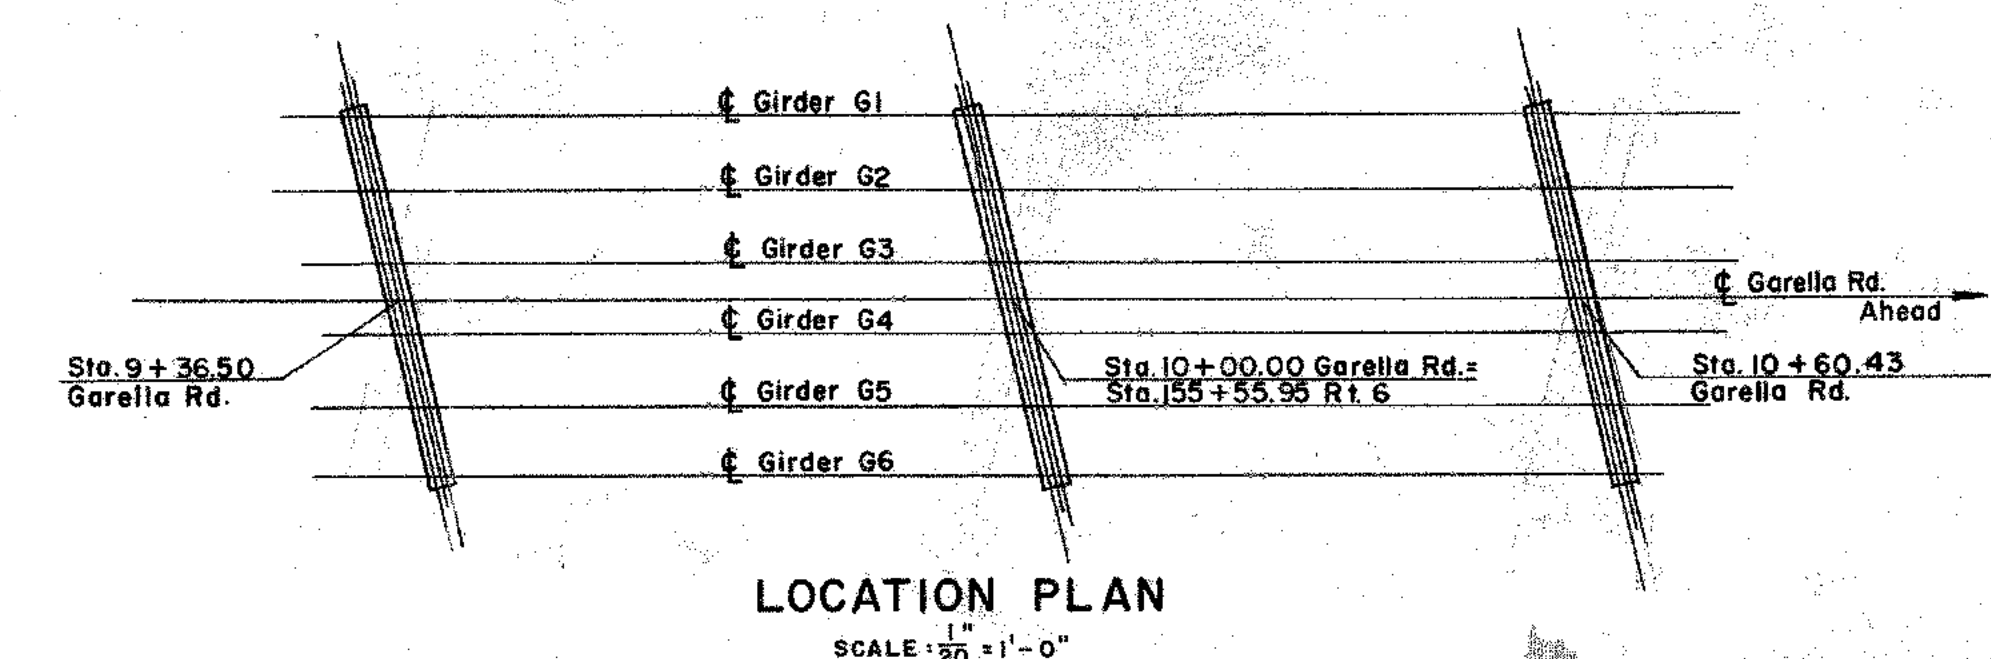 ℄ Girder G1
℄ Girder G2
℄ Girder G3
℄ Garella Rd.
Ahead
℄ Girder G4
Sta. 9 + 36.50
Garella Rd.
Sta. 10 + 00.00 Garella Rd. =
Sta. 155 + 55.95 Rt. 6
Sta. 10 + 60.43
Garella Rd.
℄ Girder G5
℄ Girder G6
LOCATION PLAN
SCALE : 1"/20 = 1'-0"